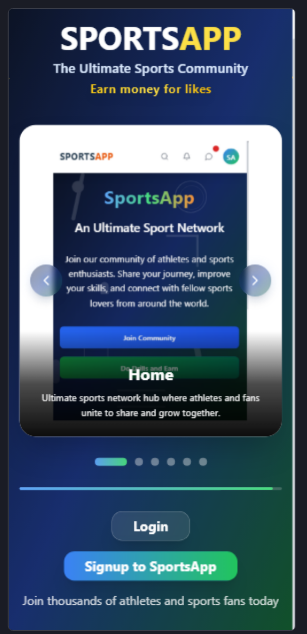 SPORTSAPP
The Ultimate Sports Community
Earn money for likes
SPORTSAPP
SA
SportsApp
An Ultimate Sport Network
Join our community of athletes and sports
enthusiasts. Share your journey, improve
your skills, and connect with fellow sports
lovers from around the world.
Join Community
Skills and Earn
Home
Ultimate sports network hub where athletes and fans
unite to share and grow together.
Login
Signup to SportsApp
Join thousands of athletes and sports fans today